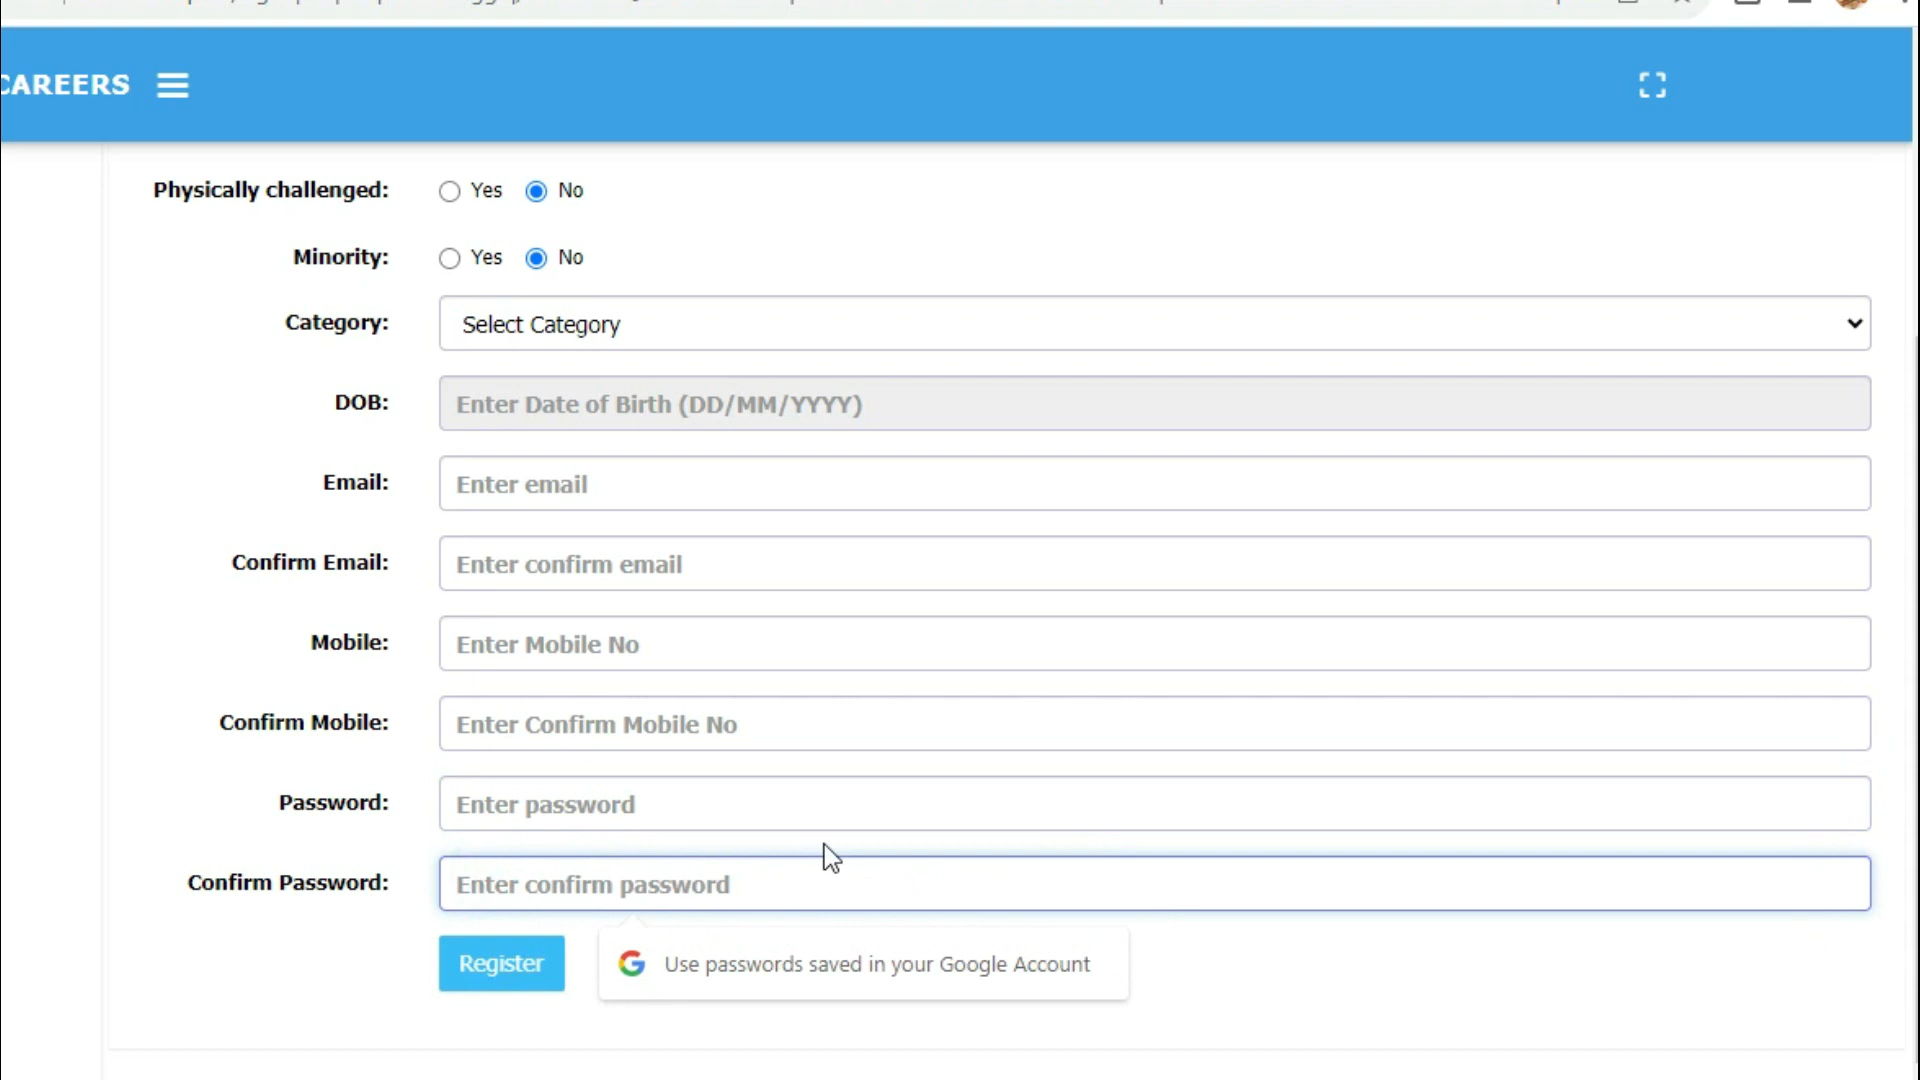 CAREERS
Physically challenged: Yes No
Minority: Yes No
Category: Select Category
DOB: Enter Date of Birth (DD/MM/YYYY)
Email: Enter email
Confirm Email: Enter confirm email
Mobile: Enter Mobile No
Confirm Mobile: Enter Confirm Mobile No
Password: Enter password
Confirm Password: Enter confirm password
Register Use passwords saved in your Google Account